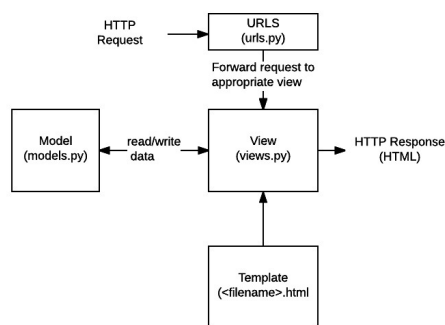 HTTP
Request
URLS
(urls.py)
Forward request to
appropriate view
Model
(models.py)
read/write
data
View
(views.py)
HTTP Response
(HTML)
Template
(<filename>.html